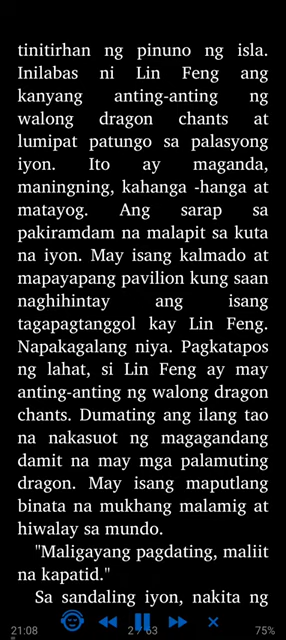 tinitirhan ng pinuno ng isla.
Inilabas ni Lin Feng ang
kanyang anting-anting ng
walong dragon chants at
lumipat patungo sa palasyong
iyon. Ito ay maganda,
maningning, kahanga -hanga at
matayog. Ang sarap sa
pakiramdam na malapit sa kuta
na iyon. May isang kalmado at
mapayapang pavilion kung saan
naghihintay ang isang
tagapagtanggol kay Lin Feng.
Napakagalang niya. Pagkatapos
ng lahat, si Lin Feng ay may
anting-anting ng walong dragon
chants. Dumating ang ilang tao
na nakasuot ng magagandang
damit na may mga palamuting
dragon. May isang maputlang
binata na mukhang malamig at
hiwalay sa mundo.
"Maligayang pagdating, maliit
na kapatid."
Sa sandaling iyon, nakita ng
21:08 63 75%